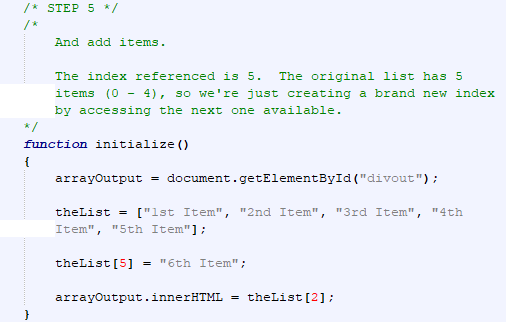 /* STEP 5 */
/*
And add items.
The index referenced is 5.  The original list has 5
items (0 - 4), so we're just creating a brand new index
by accessing the next one available.
*/
function initialize()
{
arrayOutput = document.getElementById("divout");
theList = ["1st Item", "2nd Item", "3rd Item", "4th
Item", "5th Item"];
theList[5] = "6th Item";
arrayOutput.innerHTML = theList[2];
}